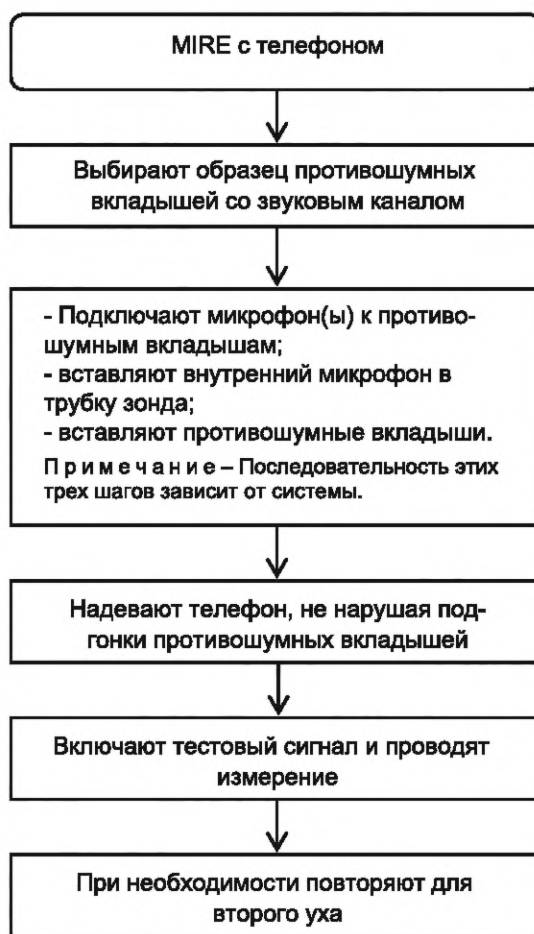 MIRE с телефоном
Выбирают образец противошумных
вкладышей со звуковым каналом
- Подключают микрофон(ы) к противо-
шумным вкладышам;
- вставляют внутренний микрофон в
трубку зонда;
- вставляют противошумные вкладыши.
П р и м е ч а н и е – Последовательность этих
трех шагов зависит от системы.
Надевают телефон, не нарушая под-
гонки противошумных вкладышей
Включают тестовый сигнал и проводят
измерение
При необходимости повторяют для
второго уха